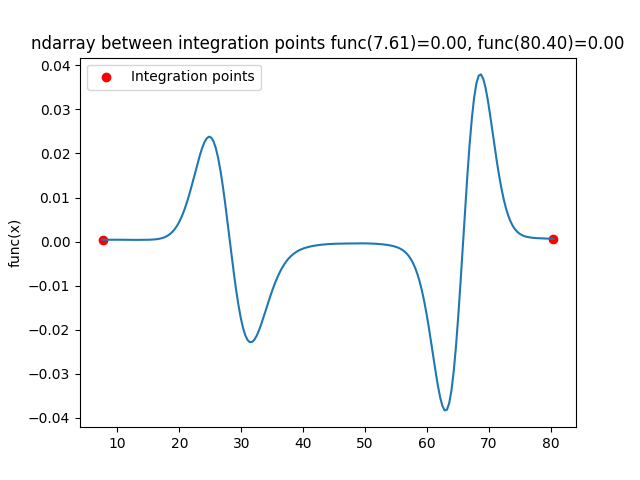 ndarray between integration points func(7.61)=0.00, func(80.40)=0.00
Integration points
func(x)
0.04
0.03
0.02
0.01
0.00
−0.01
−0.02
−0.03
−0.04
10 20 30 40 50 60 70 80